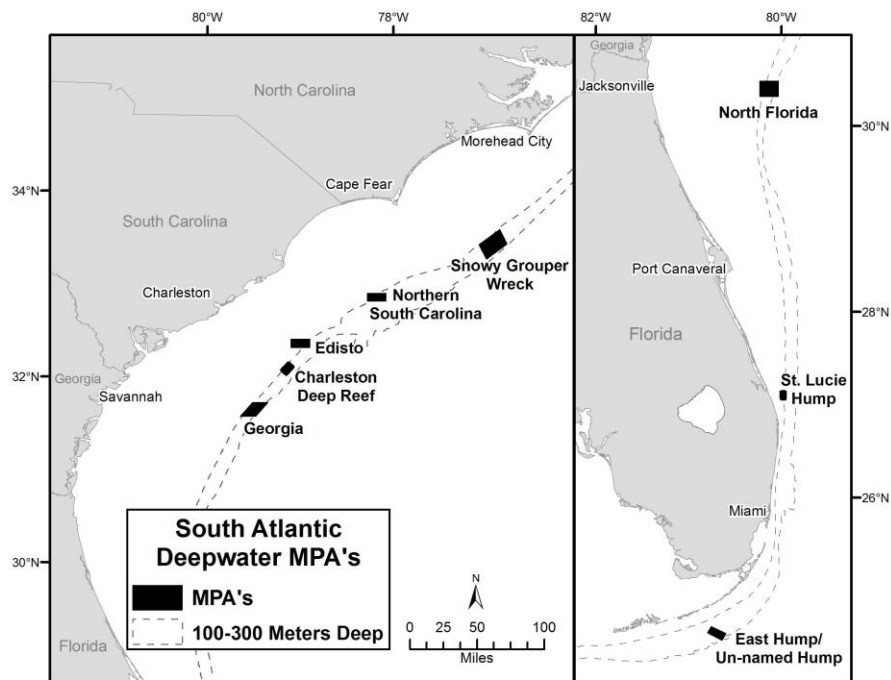 80°W
78°W
82°W
80°W
Georgia
Jacksonville
North Carolina
North Florida
30°N
Morehead City
Cape Fear
34°N
South Carolina
Snowy Grouper
Wreck
Port Canaveral
Charleston
Northern
South Carolina
28°N
Florida
Edisto
St. Lucie
Hump
32°N
Georgia
Charleston
Deep Reef
Savannah
Georgia
26°N
Miami
South Atlantic
Deepwater MPA's
30°N
MPA's
100-300 Meters Deep
N
0 25 50 100
Miles
Florida
East Hump/
Un-named Hump